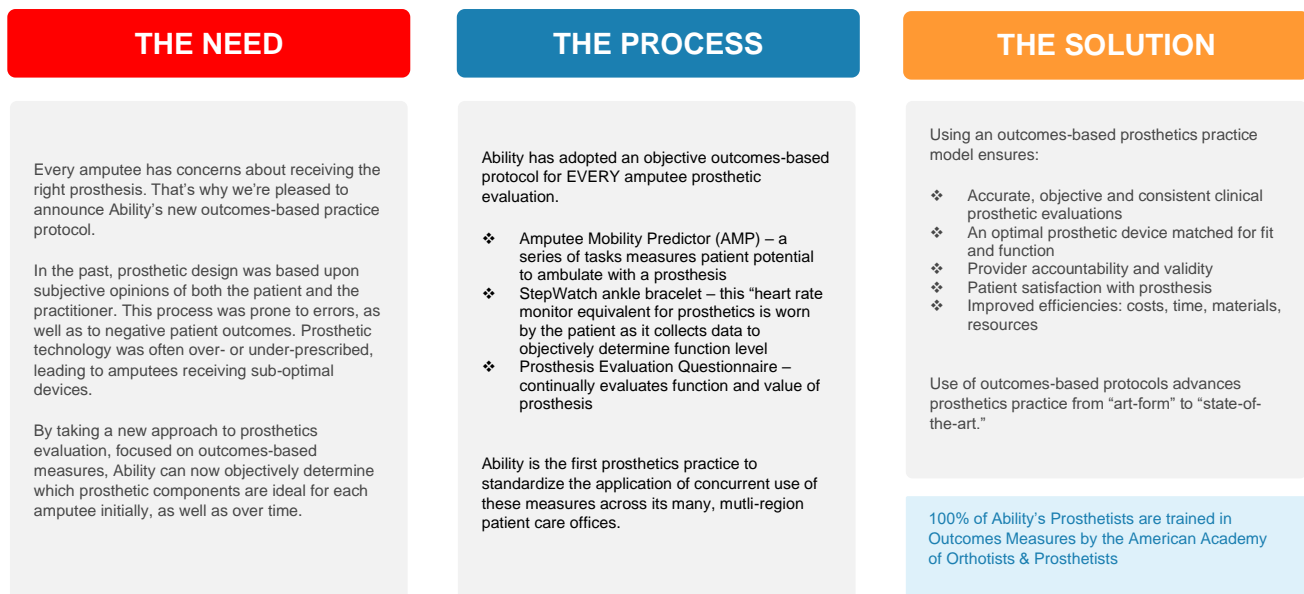 THE NEED
Every amputee has concerns about receiving the
right prosthesis. That’s why we’re pleased to
announce Ability’s new outcomes-based practice
protocol.
In the past, prosthetic design was based upon
subjective opinions of both the patient and the
practitioner. This process was prone to errors, as
well as to negative patient outcomes. Prosthetic
technology was often over- or under-prescribed,
leading to amputees receiving sub-optimal
devices.
By taking a new approach to prosthetics
evaluation, focused on outcomes-based
measures, Ability can now objectively determine
which prosthetic components are ideal for each
amputee initially, as well as over time.
THE PROCESS
Ability has adopted an objective outcomes-based
protocol for EVERY amputee prosthetic
evaluation.
❖ Amputee Mobility Predictor (AMP) – a
series of tasks measures patient potential
to ambulate with a prosthesis
❖ StepWatch ankle bracelet – this “heart rate
monitor equivalent for prosthetics is worn
by the patient as it collects data to
objectively determine function level
❖ Prosthesis Evaluation Questionnaire –
continually evaluates function and value of
prosthesis
Ability is the first prosthetics practice to
standardize the application of concurrent use of
these measures across its many, mutli-region
patient care offices.
THE SOLUTION
Using an outcomes-based prosthetics practice
model ensures:
❖ Accurate, objective and consistent clinical
prosthetic evaluations
❖ An optimal prosthetic device matched for fit
and function
❖ Provider accountability and validity
❖ Patient satisfaction with prosthesis
❖ Improved efficiencies: costs, time, materials,
resources
Use of outcomes-based protocols advances
prosthetics practice from “art-form” to “state-of-
the-art.”
100% of Ability’s Prosthetists are trained in
Outcomes Measures by the American Academy
of Orthotists & Prosthetists